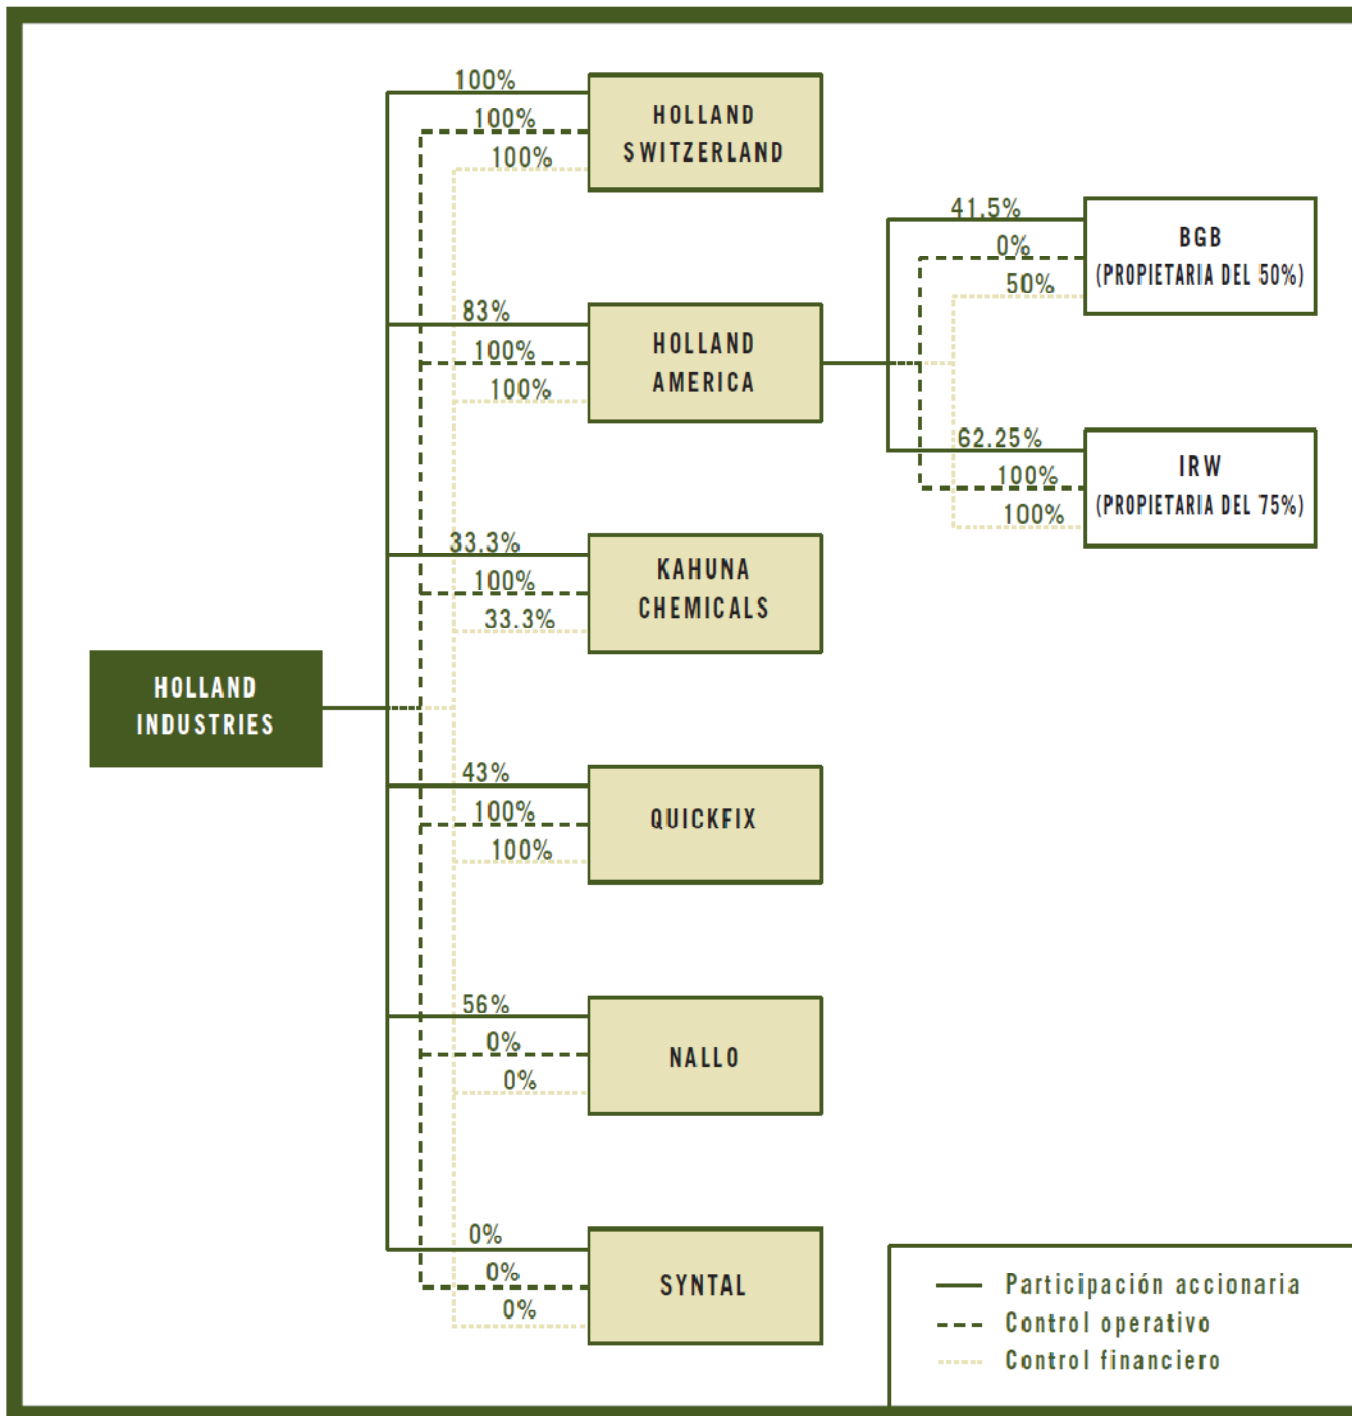 100%
100%
100%
HOLLAND
SWITZERLAND
41.5%
0%
50%
BGB
(PROPIETARIA DEL 50%)
83%
100%
100%
HOLLAND
AMERICA
62.25%
100%
100%
IRW
(PROPIETARIA DEL 75%)
33.3%
100%
33.3%
KAHUNA
CHEMICALS
HOLLAND
INDUSTRIES
43%
100%
100%
QUICKFIX
56%
0%
0%
NALLO
0%
0%
0%
SYNTAL
Participación accionaria
Control operativo
Control financiero